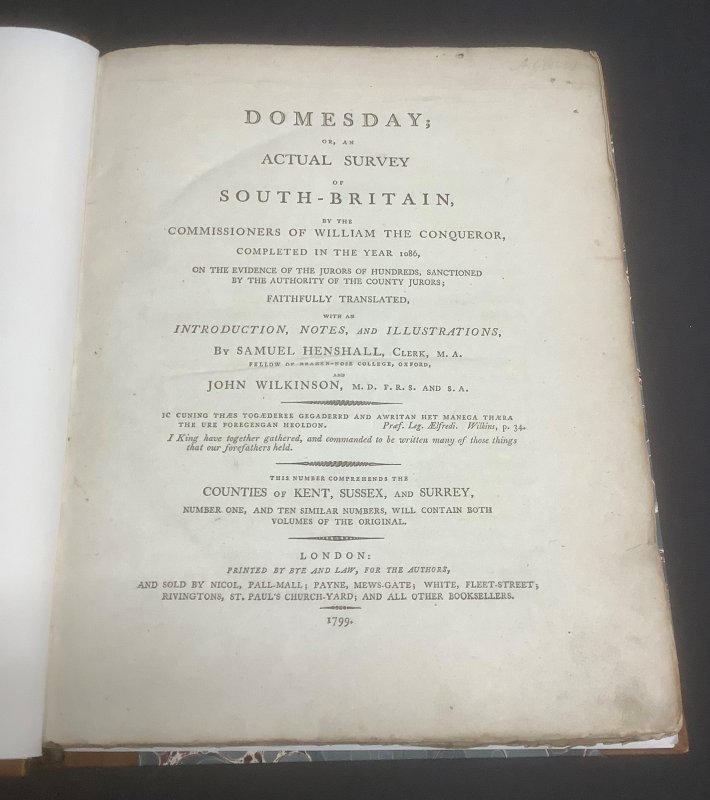 DOMESDAY;
OR, AN
ACTUAL SURVEY
OF
SOUTH-BRITAIN,
BY THE
COMMISSIONERS OF WILLIAM THE CONQUEROR,
COMPLETED IN THE YEAR 1086,
ON THE EVIDENCE OF THE JURORS OF HUNDREDS, SANCTIONED
BY THE AUTHORITY OF THE COUNTY JURORS;
FAITHFULLY TRANSLATED,
WITH AN
INTRODUCTION, NOTES, AND ILLUSTRATIONS,
BY SAMUEL HENSHALL, CLERK, M. A.
FELLOW OF BRAZEN-NOSE COLLEGE, OXFORD,
AND
JOHN WILKINSON, M. D. F. R. S. AND S. A.
IC CUNING THÆS TOGÆDEREE GEGADERED AND AWRITAN HET MANEGA THÆRA
THE URE FOREGENGAN HEOLDON. Præf. Leg. Ælfredi. Wilkins, p. 34.
I King have together gathered, and commanded to be written many of those things
that our forefathers held.
THIS NUMBER COMPREHENDS THE
COUNTIES OF KENT, SUSSEX, AND SURREY,
NUMBER ONE, AND TEN SIMILAR NUMBERS, WILL CONTAIN BOTH
VOLUMES OF THE ORIGINAL.
LONDON:
PRINTED BY BYE AND LAW, FOR THE AUTHORS,
AND SOLD BY NICOL, PALL-MALL; PAYNE, MEWS-GATE; WHITE, FLEET-STREET;
RIVINGTONS, ST. PAUL'S CHURCH-YARD; AND ALL OTHER BOOKSELLERS.
1799.